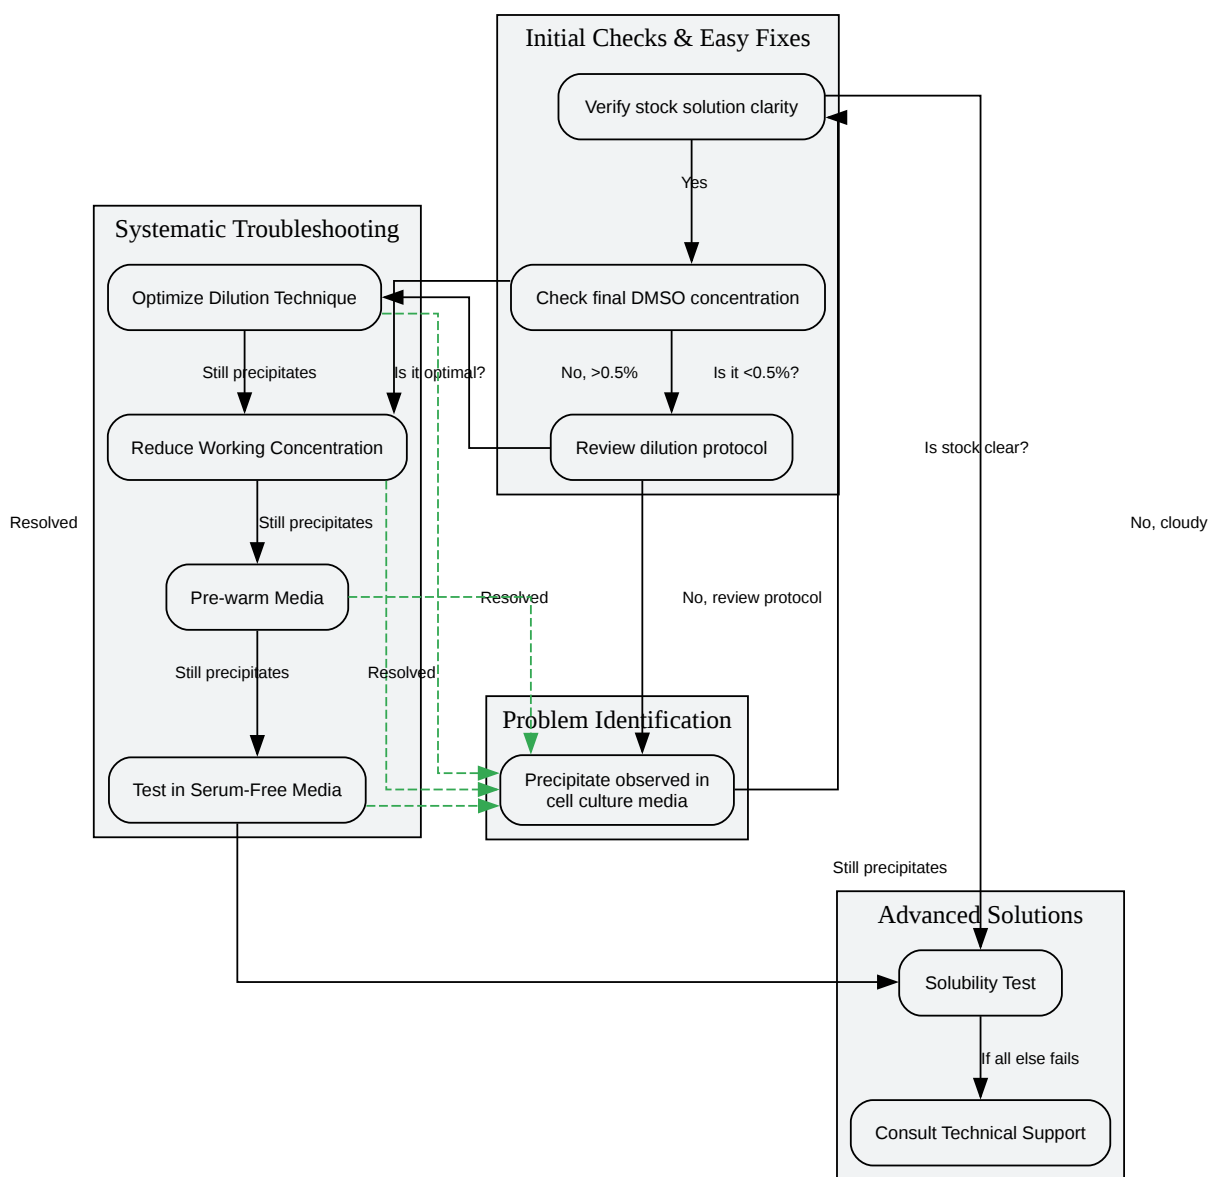 Initial Checks & Easy Fixes
Verify stock solution clarity
Yes
Systematic Troubleshooting
Optimize Dilution Technique
Check final DMSO concentration
Still precipitates
Is it optimal?
No, >0.5%
Is it <0.5%?
Reduce Working Concentration
Review dilution protocol
Is stock clear?
Resolved
Still precipitates
No, cloudy
Pre-warm Media
Resolved
No, review protocol
Still precipitates
Resolved
Problem Identification
Test in Serum-Free Media
Precipitate observed in
cell culture media
Still precipitates
Advanced Solutions
Solubility Test
If all else fails
Consult Technical Support